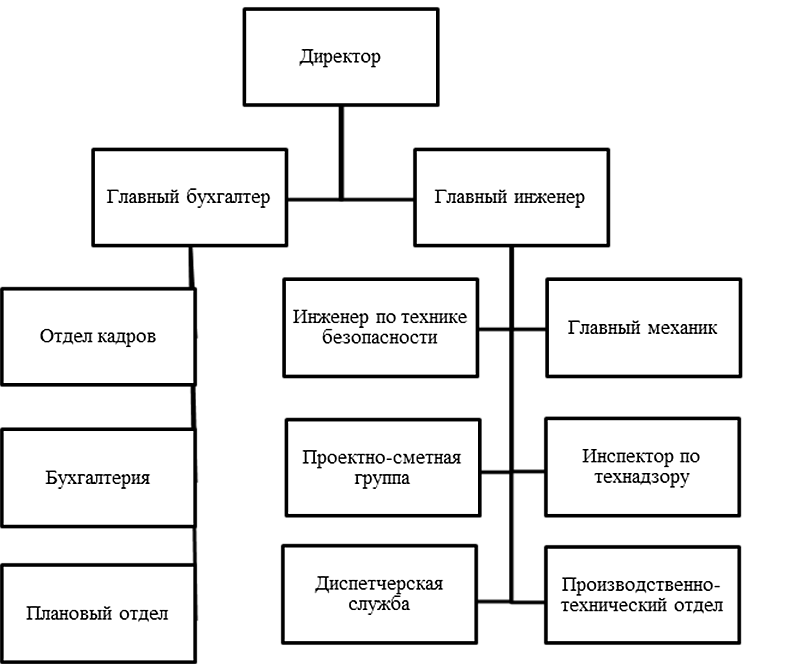 Директор
Главный бухгалтер
Главный инженер
Отдел кадров
Бухгалтерия
Плановый отдел
Инженер по технике
безопасности
Главный механик
Проектно-сметная
группа
Инспектор по
технадзору
Диспетчерская
служба
Производственно-
технический отдел